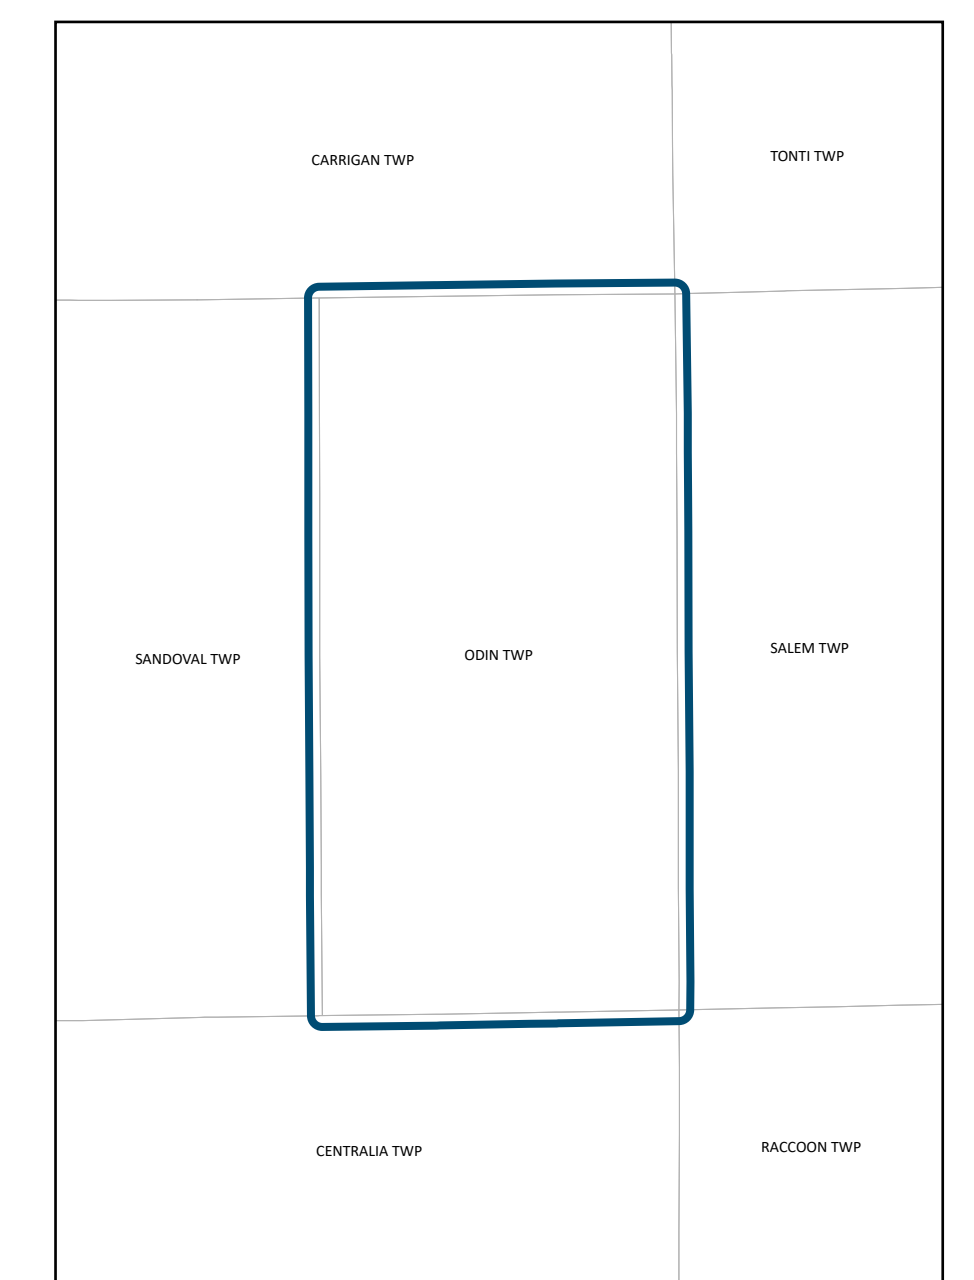 CARRIGAN TWP
TONTI TWP
SANDOVAL TWP
ODIN TWP
SALEM TWP
CENTRALIA TWP
RACCOON TWP